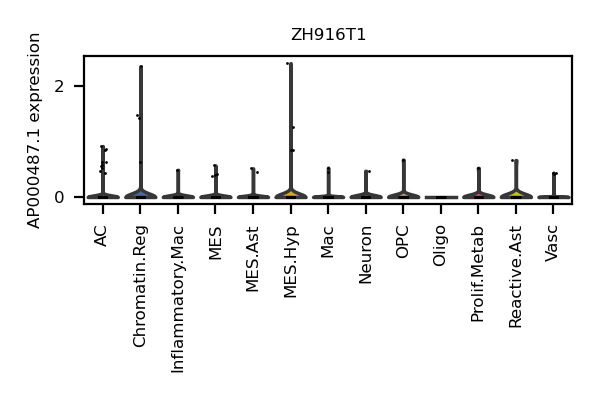 ZH916T1
AP000487.1 expression
2
0
AC
Chromatin.Reg
Inflammatory.Mac
MES
MES.Ast
MES.Hyp
Mac
Neuron
OPC
Oligo
Prolif.Metab
Reactive.Ast
Vasc